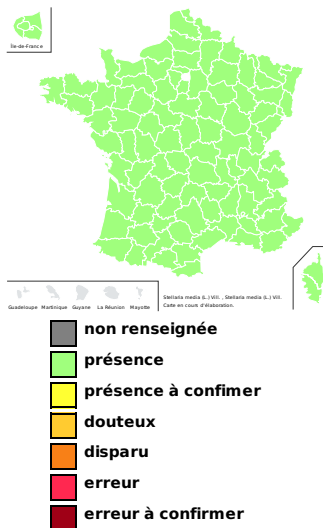 Île-de-France
Guadeloupe Martinique Guyane La Réunion Mayotte
Stellaria media (L.) Vill. , Stellaria media (L.) Vill.
Carte en cours d'élaboration.
non renseignée
présence
présence à confimer
douteux
disparu
erreur
erreur à confirmer